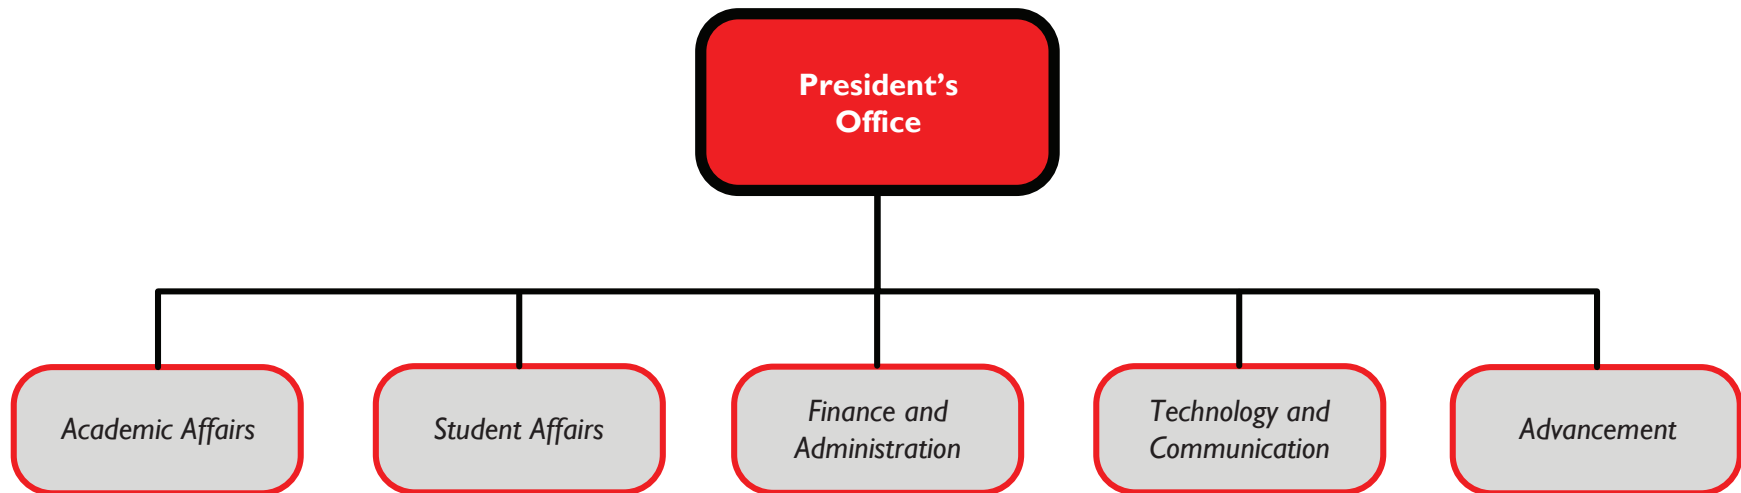 President’s
Office
Academic Affairs
Student Affairs
Finance and
Administration
Technology and
Communication
Advancement